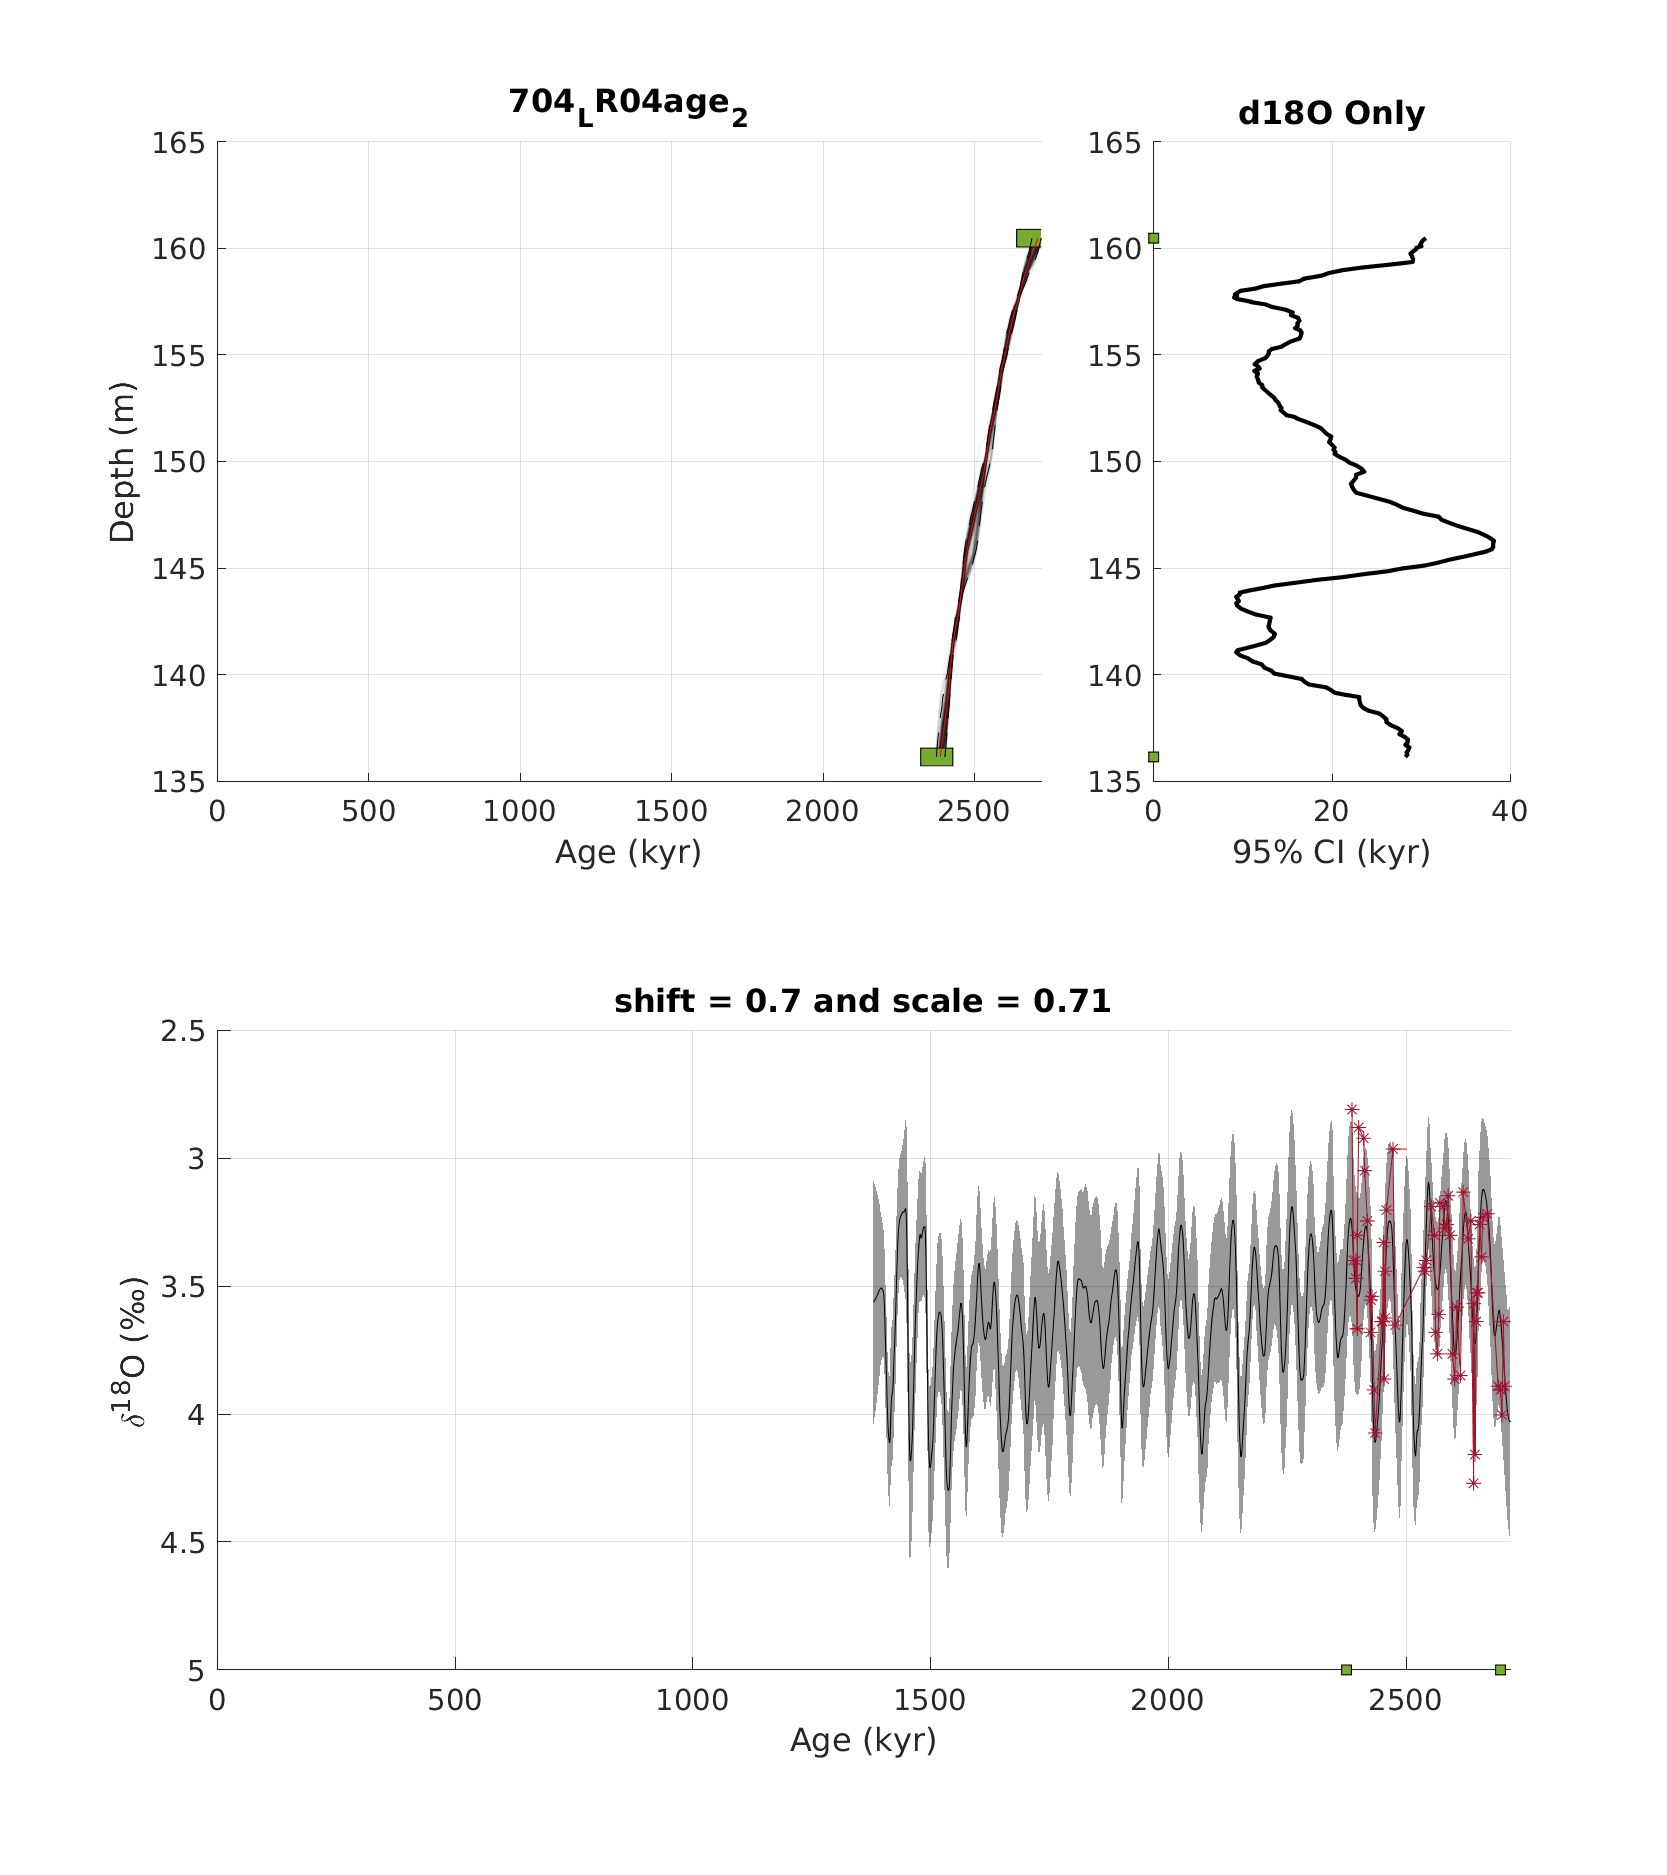 704_LR04age_2
165
160
155
150
145
140
135
Depth (m)
0 500 1000 1500 2000 2500
Age (kyr)
d18O Only
165
160
155
150
145
140
135
0 20 40
95% CI (kyr)
shift = 0.7 and scale = 0.71
2.5
3
3.5
4
4.5
5
δ¹⁸O (‰)
0 500 1000 1500 2000 2500
Age (kyr)